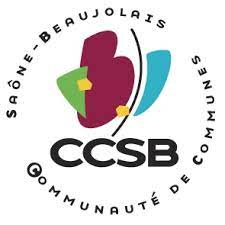 SAÔNE-BEAUJOLAIS
CCSB
COMMUNAUTÉ DE COMMUNES